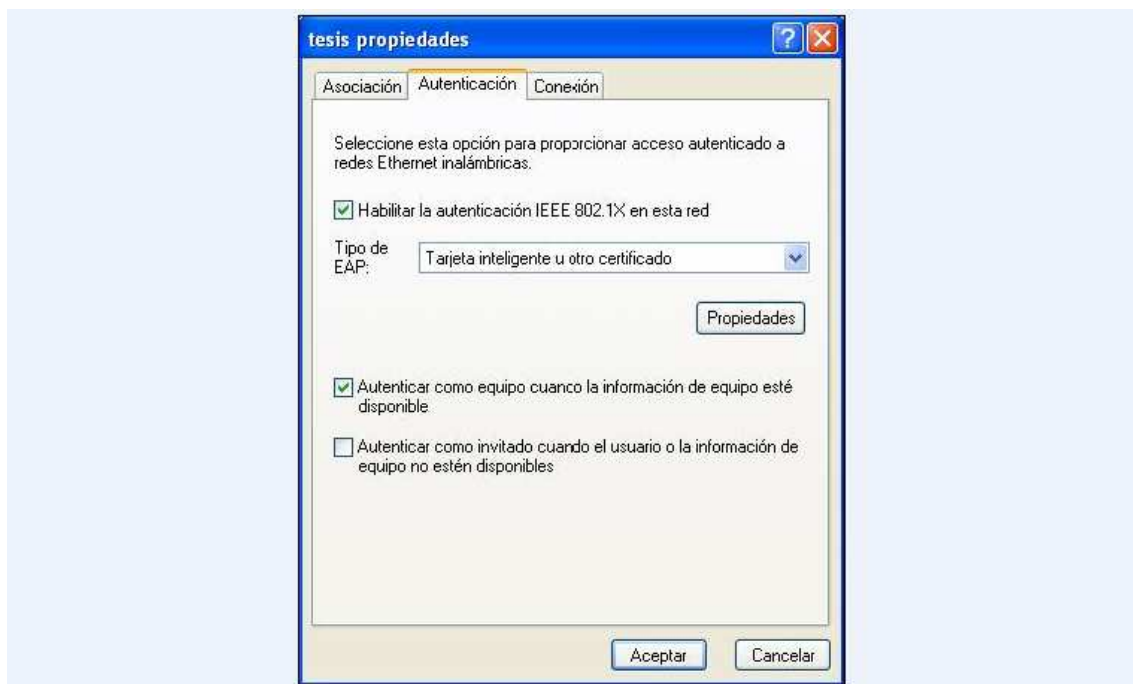 tesis propiedades
?
Asociación Autenticación Conexión
Seleccione esta opción para proporcionar acceso autenticado a
redes Ethernet inalámbricas.
Habilitar la autenticación IEEE 802.1X en esta red
Tipo de
EAP:
Tarjeta inteligente u otro certificado
Propiedades
Autenticar como equipo cuando la información de equipo esté
disponible
Autenticar como invitado cuando el usuario o la información de
equipo no estén disponibles
Aceptar Cancelar